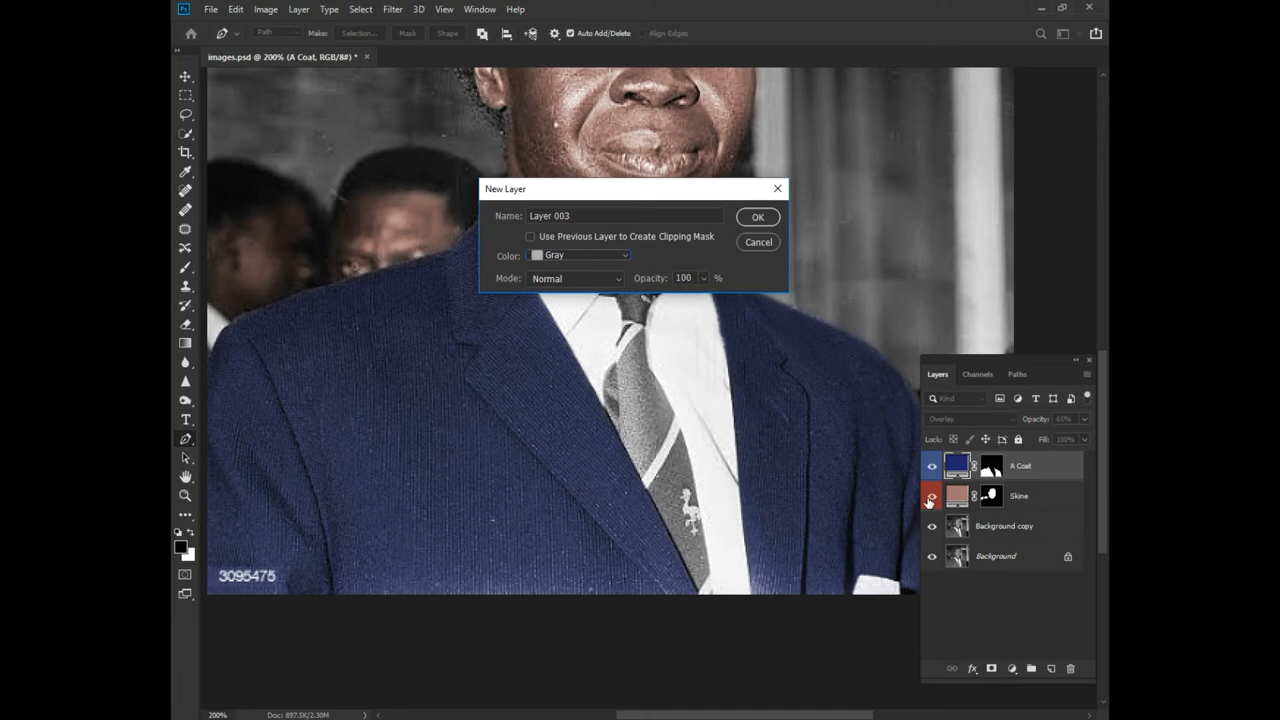 File Edit Image Layer Type Select Filter 3D View Window Help
Path Make: Selection... Mask Shape Auto Add/Delete Align Edges
images.psd @ 200% (A Coat, RGB/8#) *
New Layer
Name: Layer 003
OK
Use Previous Layer to Create Clipping Mask
Cancel
Color: Gray
Mode: Normal Opacity: 100 %
Layers Channels Paths
Kind
Overlay Opacity: 65%
Lock: Fill: 100%
A Coat
Skine
Background copy
Background
3095475
200% Doc: 897.5K/2.30M